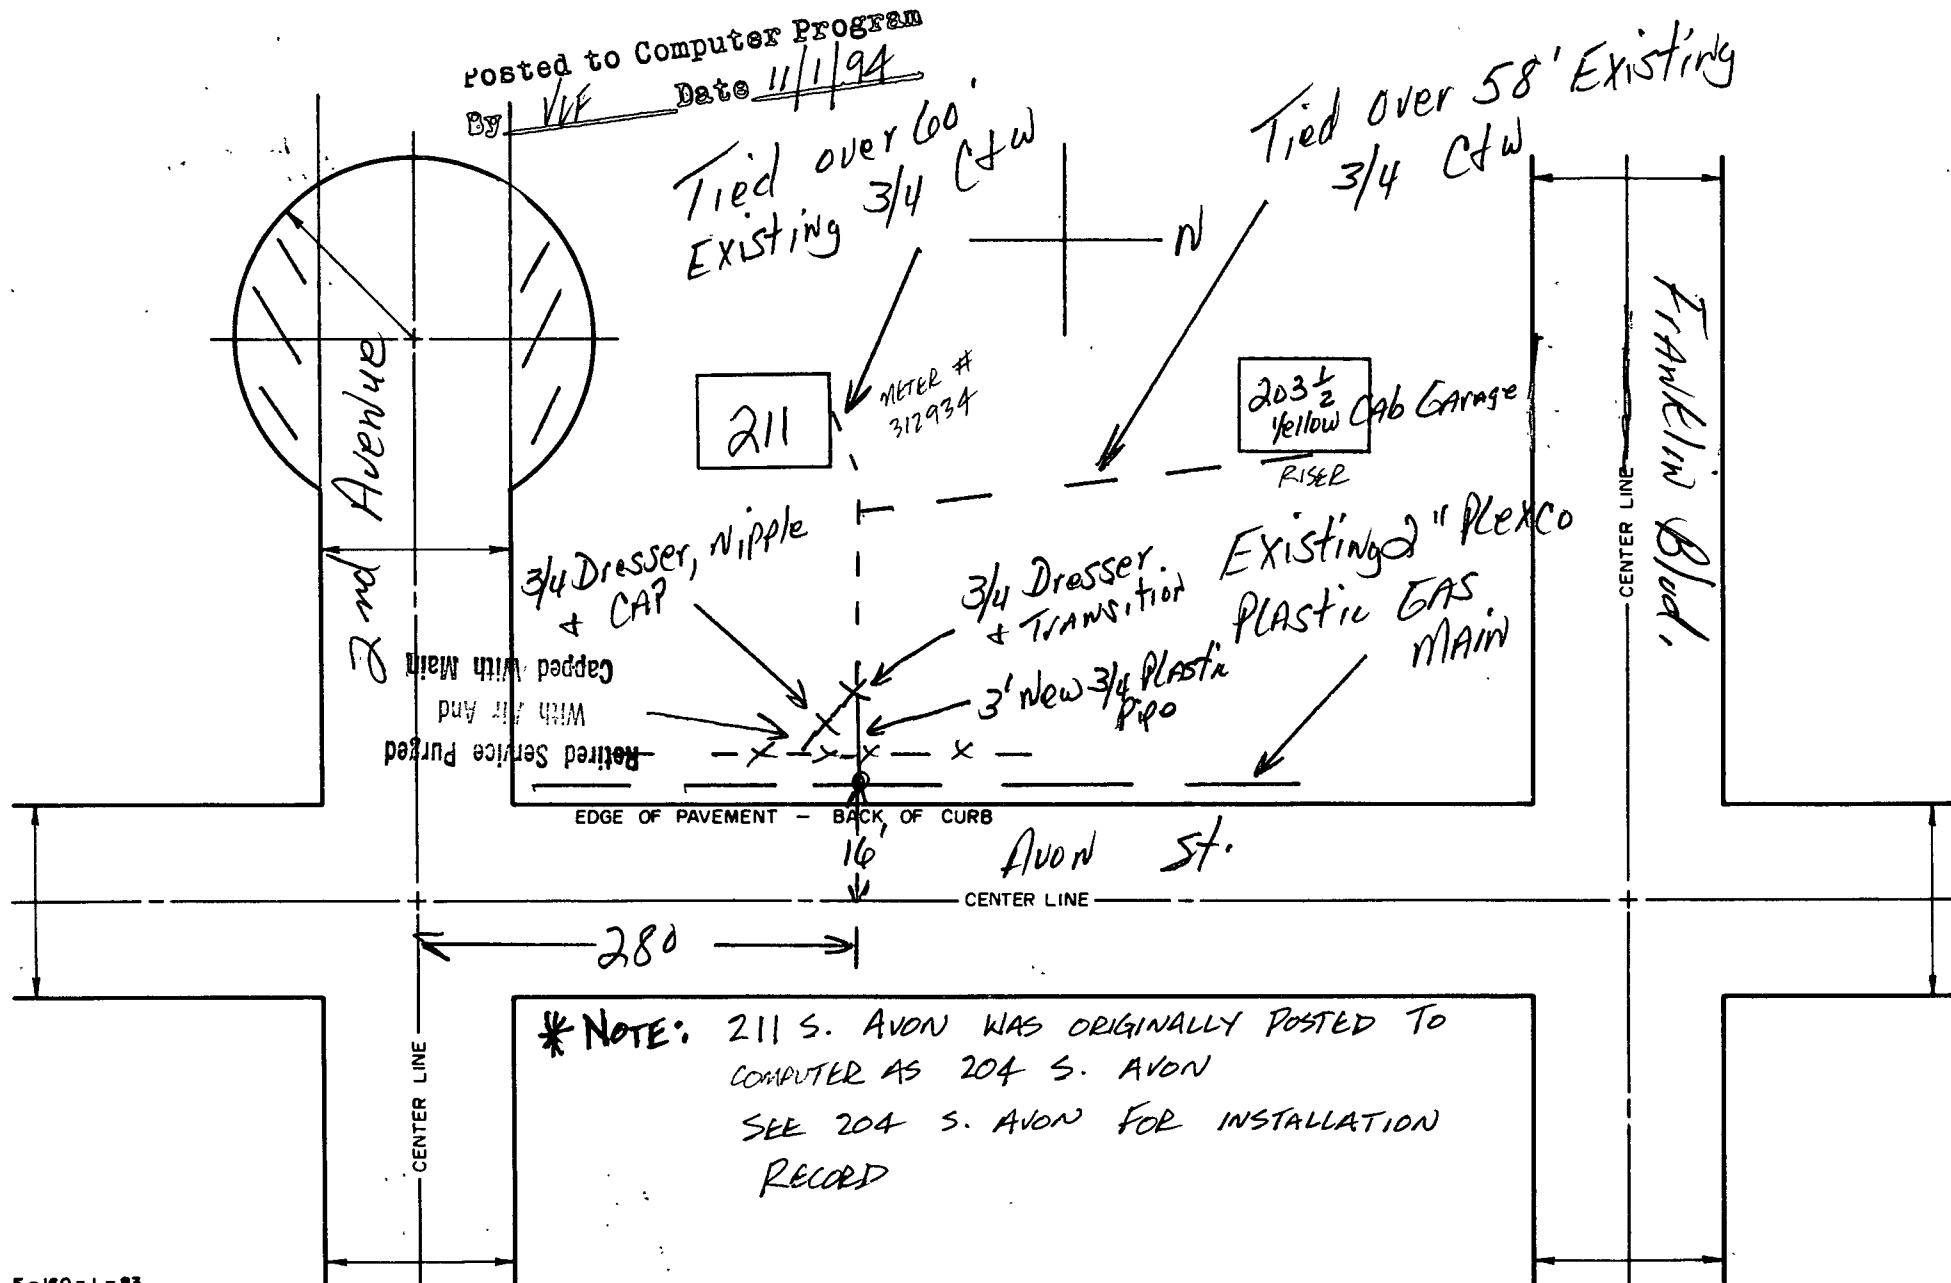 Posted to Computer Program
By VVF Date 11/1/94
Tied over 60'
Existing 3/4 C&W
Tied over 58' Existing
3/4 C&W
N
2nd Avenue
Franklin Blvd.
211
METER #
312934
203 1/2
Yellow Cab Garage
RISER
3/4 Dresser, Nipple
& CAP
3/4 Dresser
& Transition
Existing 2" Plexco
Plastic GAS
MAIN
3' New 3/4 Plastic
Pipe
Retired Service Purged
With Air And
Capped With Main
EDGE OF PAVEMENT - BACK OF CURB
16'
Avon St.
CENTER LINE
CENTER LINE
280
CENTER LINE
* NOTE: 211 S. AVON WAS ORIGINALLY POSTED TO
COMPUTER AS 204 S. AVON
SEE 204 S. AVON FOR INSTALLATION
RECORD